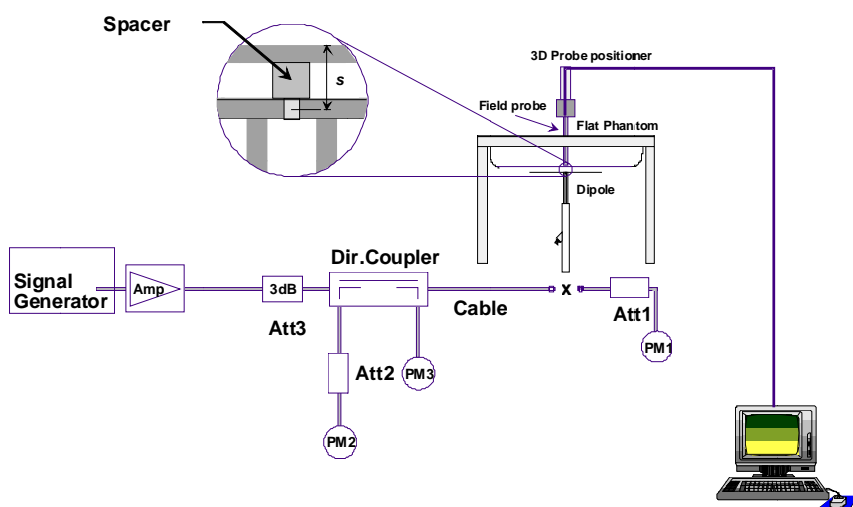 Spacer
s
3D Probe positioner
Field probe
Flat Phantom
Dipole
Signal
Generator
Amp
3dB
Att3
Dir.Coupler
Cable
x
Att1
PM1
Att2
PM3
PM2